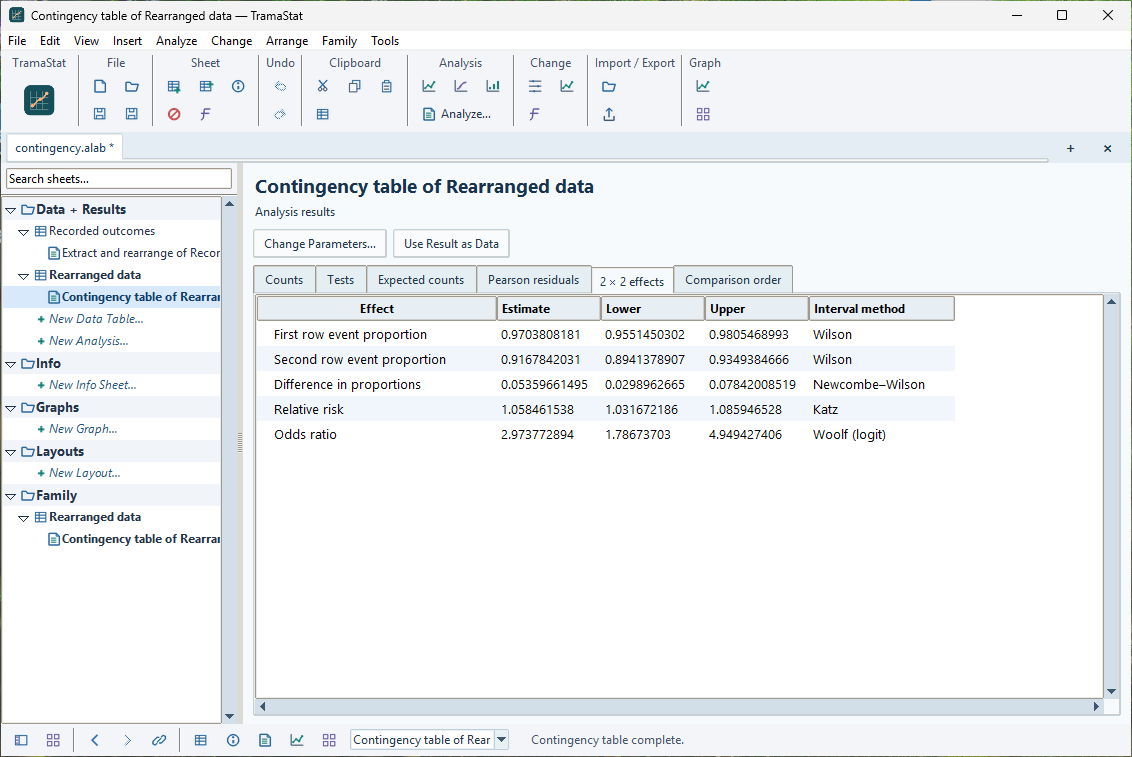 Contingency table of Rearranged data — TramaStat
File Edit View Insert Analyze Change Arrange Family Tools
TramaStat File Sheet Undo Clipboard Analysis Change Import / Export Graph
Analyze...
contingency.alab *
Search sheets...
Data + Results
Recorded outcomes
Extract and rearrange of Recor
Rearranged data
Contingency table of Rearra
New Data Table...
New Analysis...
Info
New Info Sheet...
Graphs
New Graph...
Layouts
New Layout...
Family
Rearranged data
Contingency table of Rearra
Contingency table of Rearranged data
Analysis results
Change Parameters... Use Result as Data
Counts Tests Expected counts Pearson residuals 2 × 2 effects Comparison order
Effect Estimate Lower Upper Interval method
First row event proportion 0.9703808181 0.9551450302 0.9805468993 Wilson
Second row event proportion 0.9167842031 0.8941378907 0.9349384666 Wilson
Difference in proportions 0.05359661495 0.0298962665 0.07842008519 Newcombe–Wilson
Relative risk 1.058461538 1.031672186 1.085946528 Katz
Odds ratio 2.973772894 1.78673703 4.949427406 Woolf (logit)
Contingency table of Rear Contingency table complete.